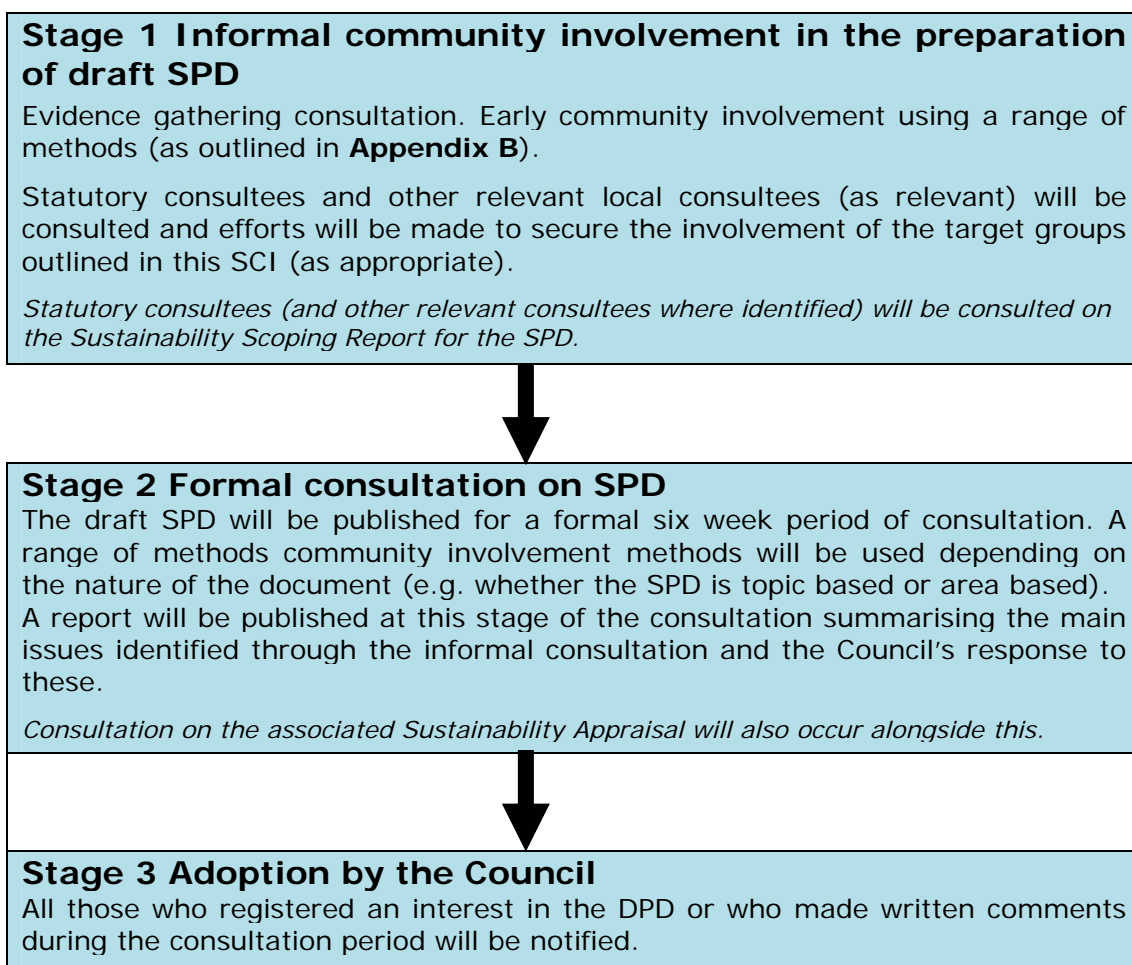 Stage 1 Informal community involvement in the preparation
of draft SPD
Evidence gathering consultation. Early community involvement using a range of
methods (as outlined in Appendix B).
Statutory consultees and other relevant local consultees (as relevant) will be
consulted and efforts will be made to secure the involvement of the target groups
outlined in this SCI (as appropriate).
Statutory consultees (and other relevant consultees where identified) will be consulted on
the Sustainability Scoping Report for the SPD.
Stage 2 Formal consultation on SPD
The draft SPD will be published for a formal six week period of consultation. A
range of methods community involvement methods will be used depending on
the nature of the document (e.g. whether the SPD is topic based or area based).
A report will be published at this stage of the consultation summarising the main
issues identified through the informal consultation and the Council's response to
these.
Consultation on the associated Sustainability Appraisal will also occur alongside this.
Stage 3 Adoption by the Council
All those who registered an interest in the DPD or who made written comments
during the consultation period will be notified.